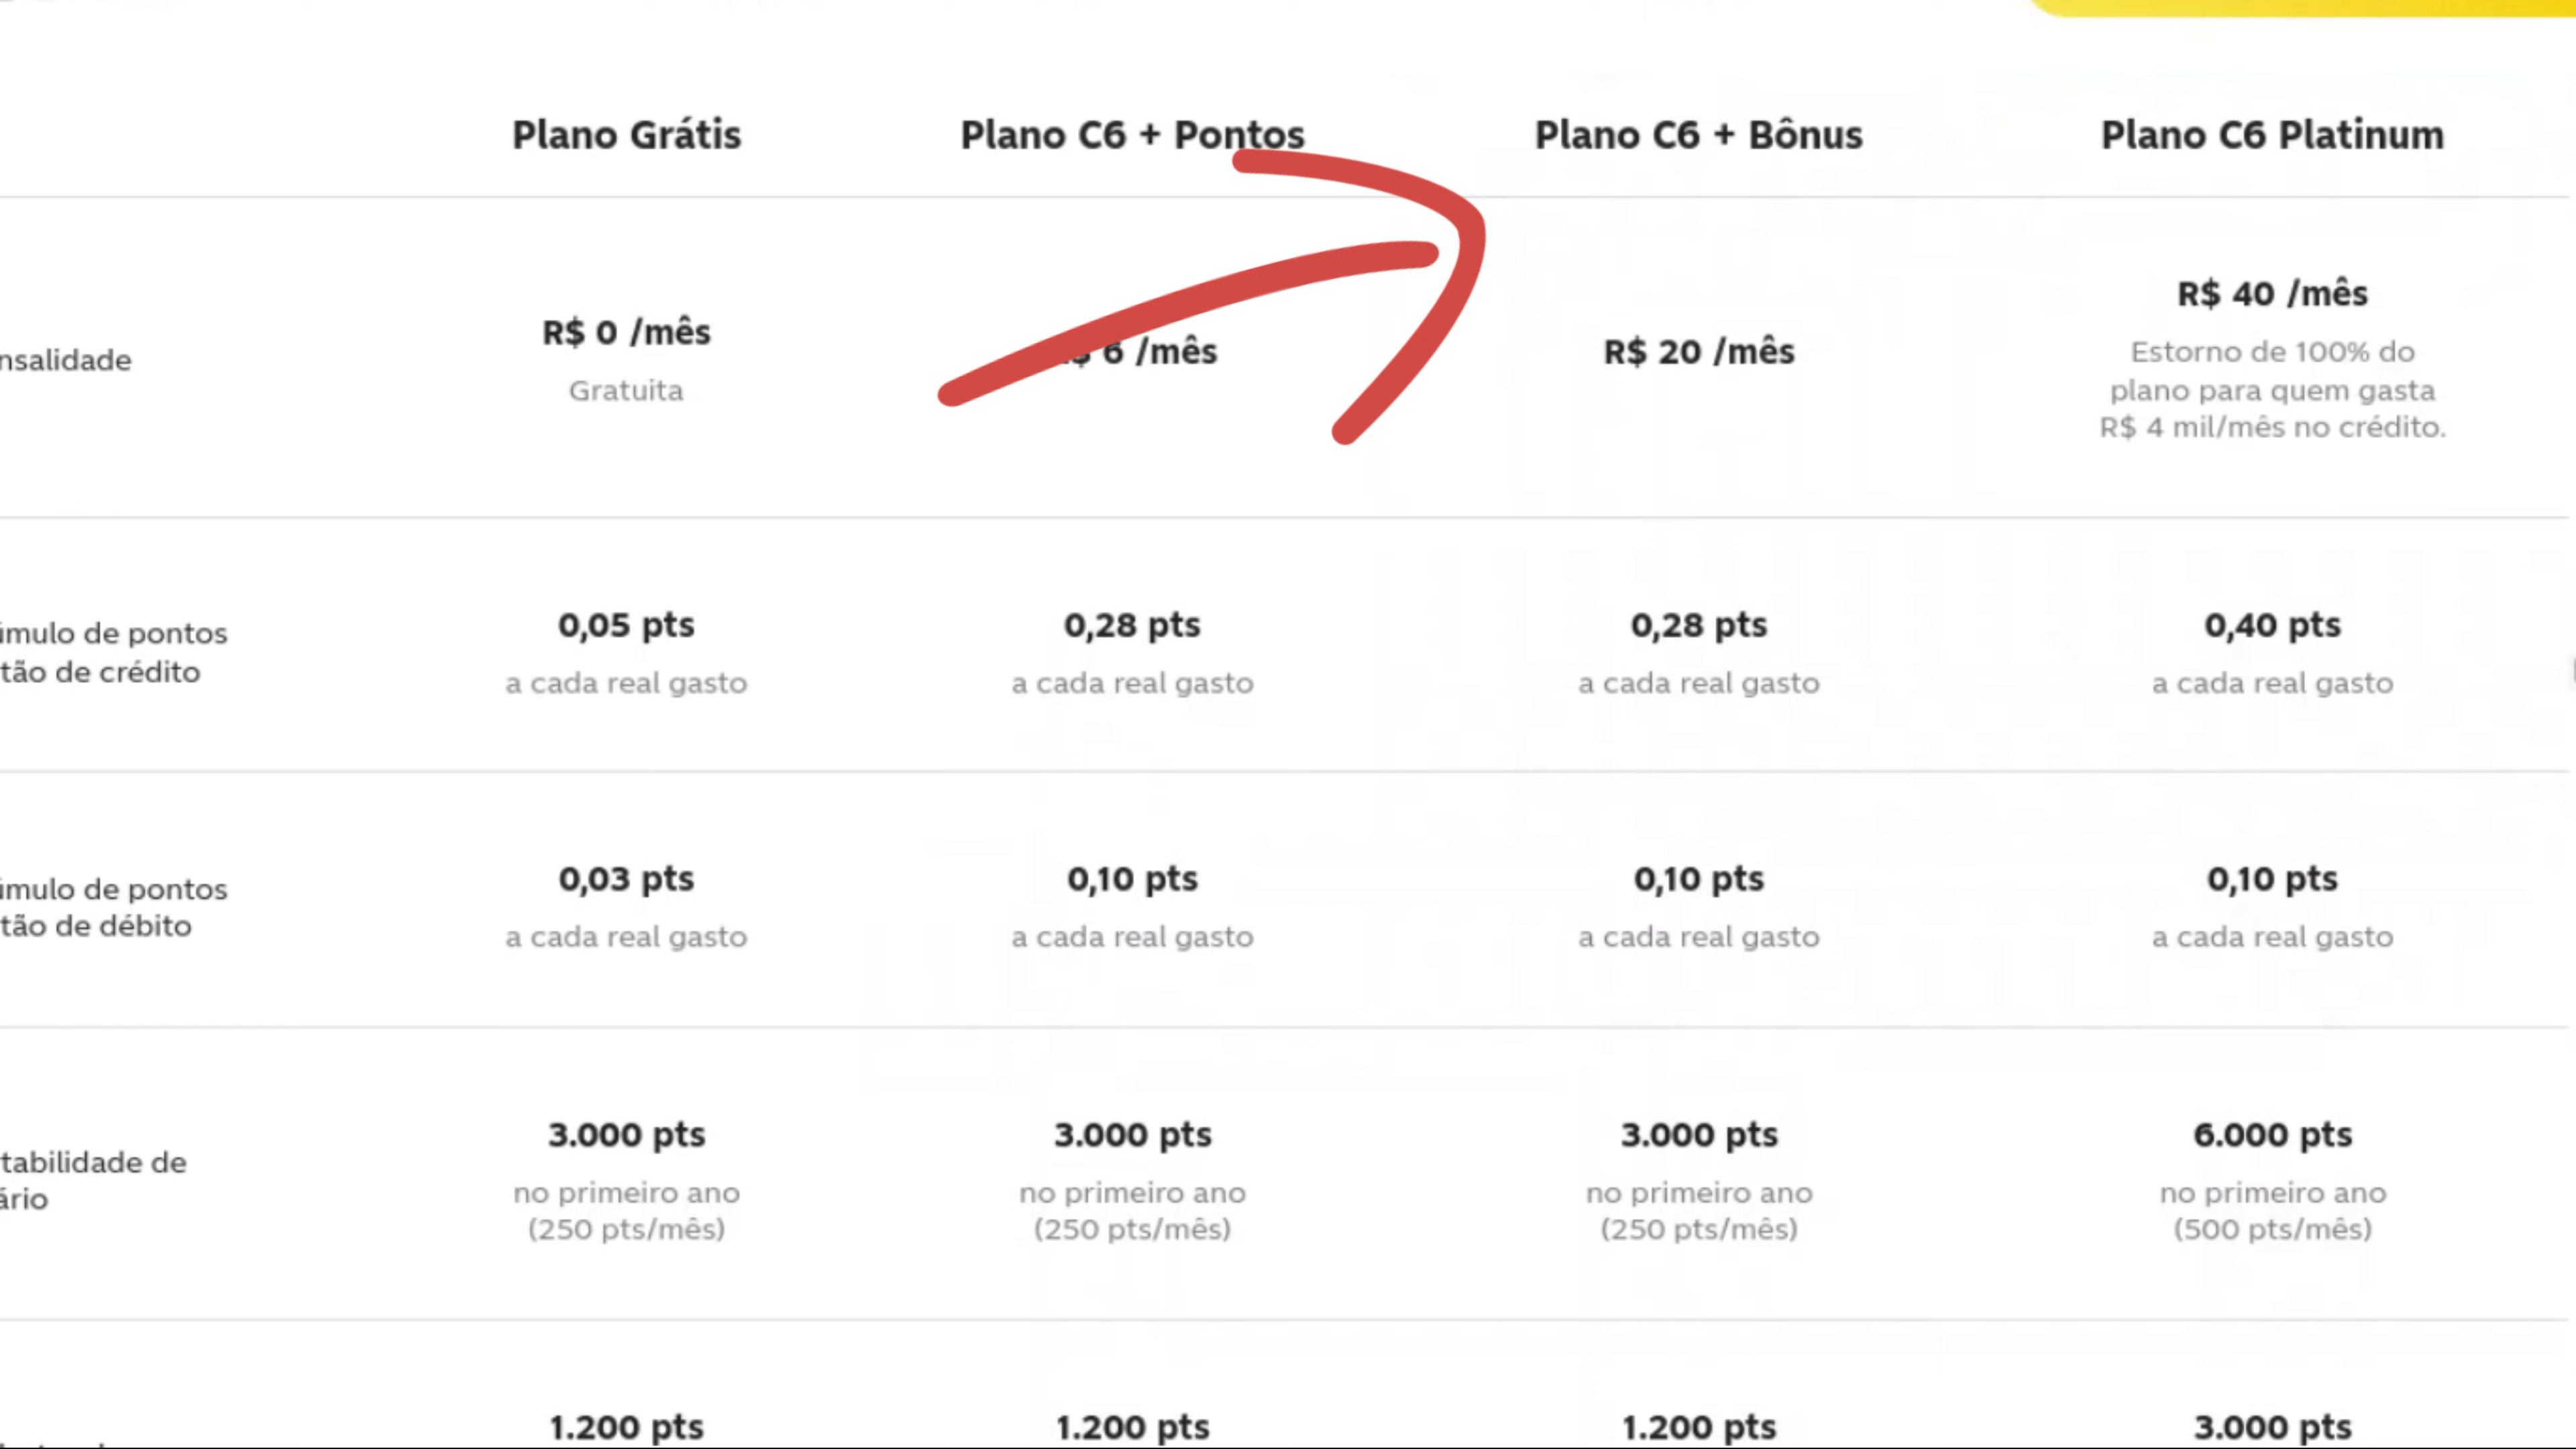 Plano Grátis Plano C6 + Pontos Plano C6 + Bônus Plano C6 Platinum
nsalidade
R$ 0 /mês
Gratuita
6 /mês
R$ 20 /mês
R$ 40 /mês
Estorno de 100% do
plano para quem gasta
R$ 4 mil/mês no crédito.
úmulo de pontos
tão de crédito
0,05 pts 0,28 pts 0,28 pts 0,40 pts
a cada real gasto a cada real gasto a cada real gasto a cada real gasto
úmulo de pontos
tão de débito
0,03 pts 0,10 pts 0,10 pts 0,10 pts
a cada real gasto a cada real gasto a cada real gasto a cada real gasto
tabilidade de
ário
3.000 pts 3.000 pts 3.000 pts 6.000 pts
no primeiro ano no primeiro ano no primeiro ano no primeiro ano
(250 pts/mês) (250 pts/mês) (250 pts/mês) (500 pts/mês)
1.200 pts 1.200 pts 1.200 pts 3.000 pts